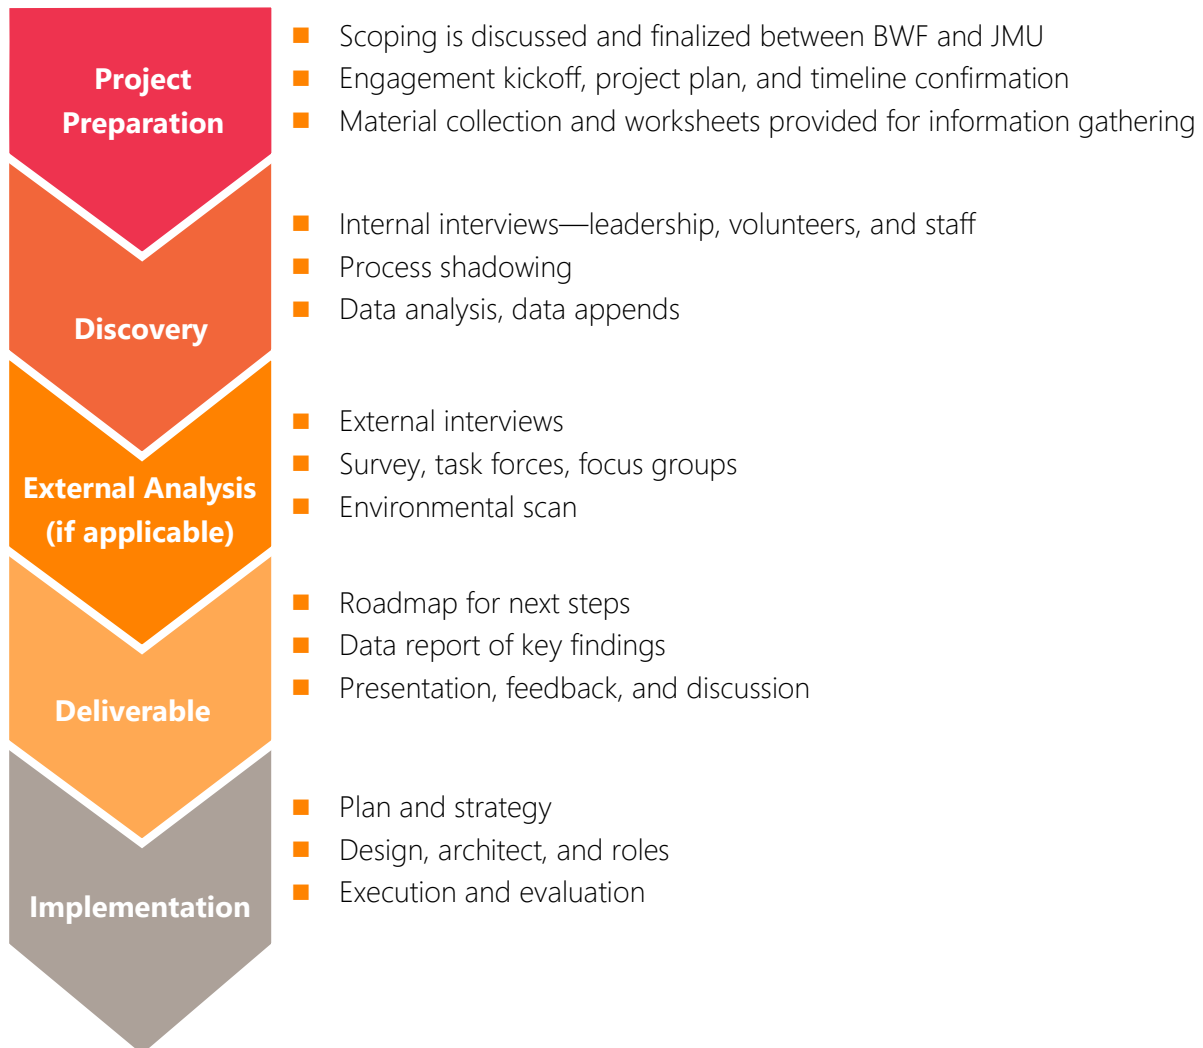 Project
Preparation
Scoping is discussed and finalized between BWF and JMU
Engagement kickoff, project plan, and timeline confirmation
Material collection and worksheets provided for information gathering
Discovery
Internal interviews—leadership, volunteers, and staff
Process shadowing
Data analysis, data appends
External Analysis
(if applicable)
External interviews
Survey, task forces, focus groups
Environmental scan
Deliverable
Roadmap for next steps
Data report of key findings
Presentation, feedback, and discussion
Implementation
Plan and strategy
Design, architect, and roles
Execution and evaluation